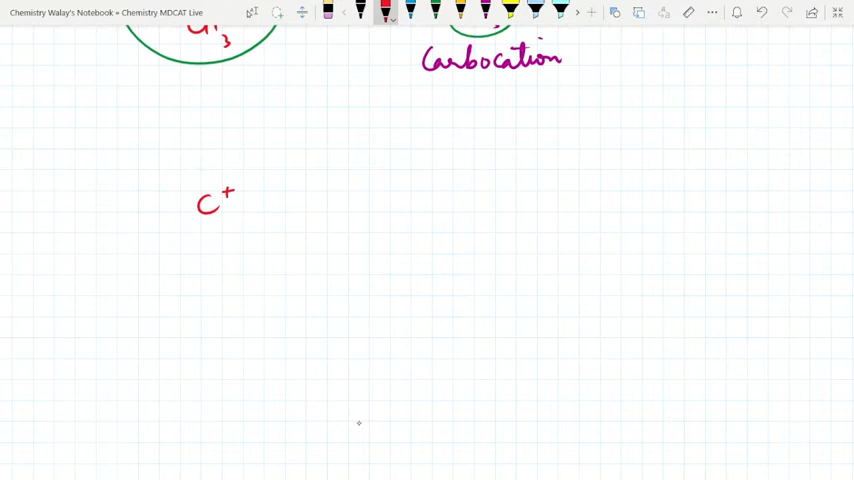 Chemistry Walay's Notebook » Chemistry MDCAT Live
Carbocation
C⁺